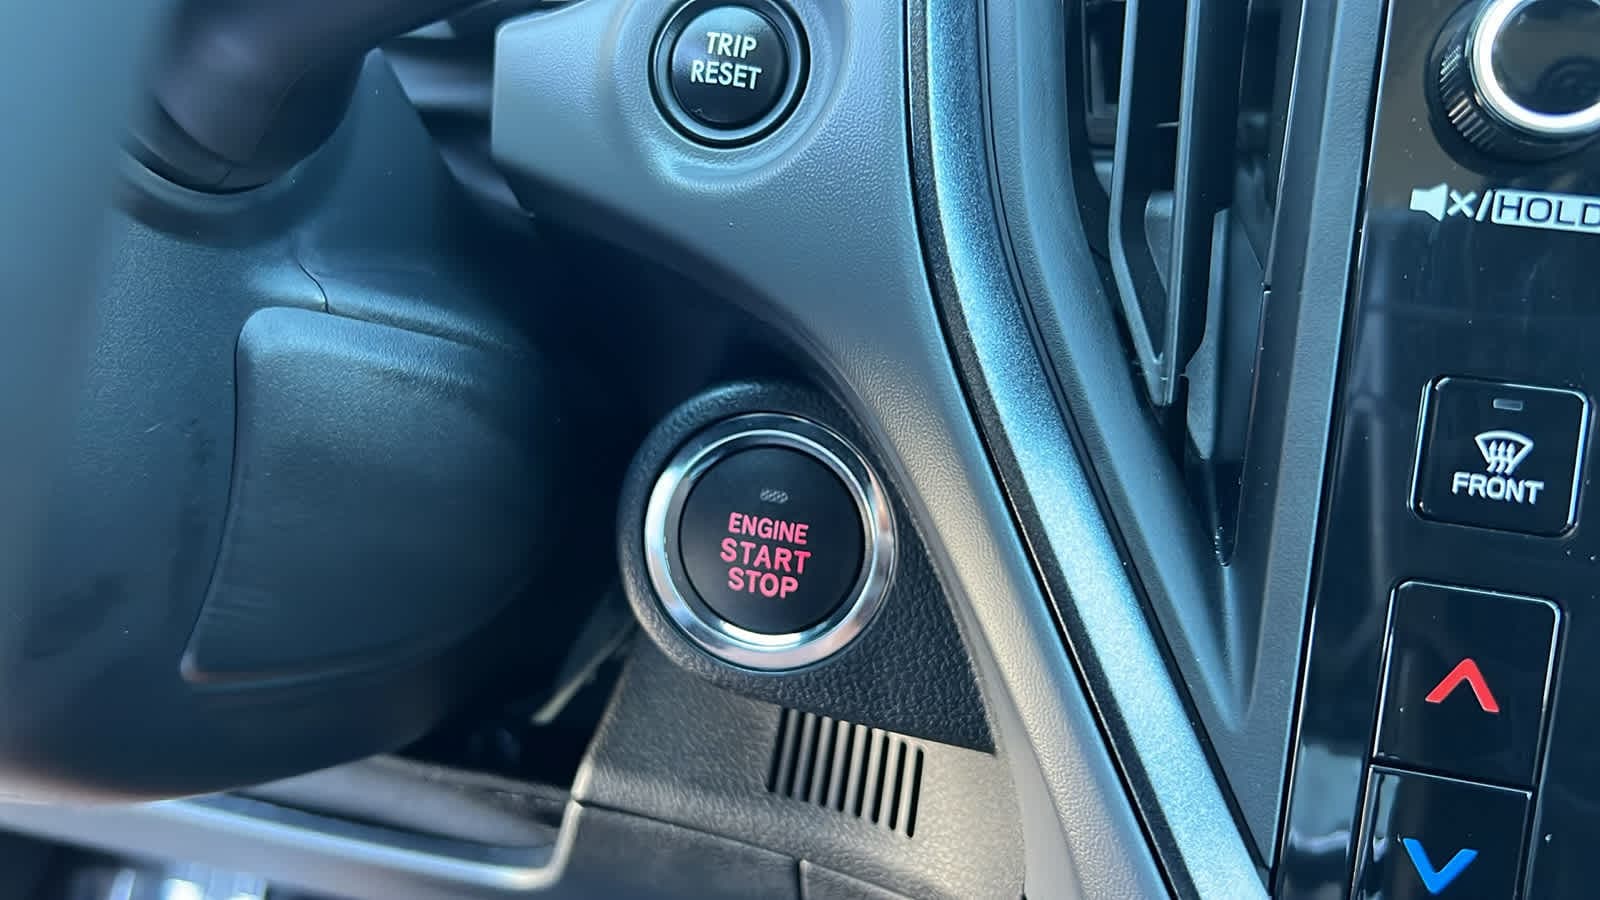 TRIP
RESET
/HOLD
FRONT
ENGINE
START
STOP